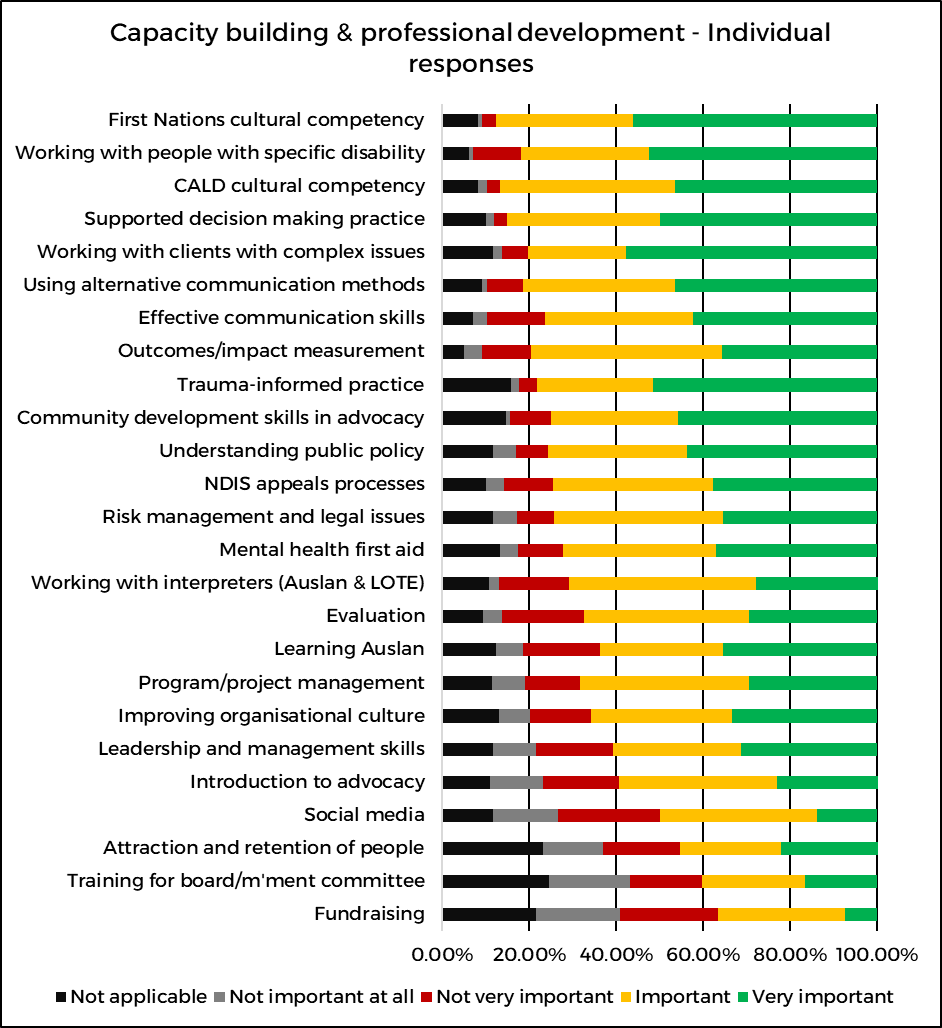 Capacity building & professional development - Individual
responses
First Nations cultural competency
Working with people with specific disability
CALD cultural competency
Supported decision making practice
Working with clients with complex issues
Using alternative communication methods
Effective communication skills
Outcomes/impact measurement
Trauma-informed practice
Community development skills in advocacy
Understanding public policy
NDIS appeals processes
Risk management and legal issues
Mental health first aid
Working with interpreters (Auslan & LOTE)
Evaluation
Learning Auslan
Program/project management
Improving organisational culture
Leadership and management skills
Introduction to advocacy
Social media
Attraction and retention of people
Training for board/m'ment committee
Fundraising
0.00% 20.00% 40.00% 60.00% 80.00% 100.00%
Not applicable Not important at all Not very important Important Very important